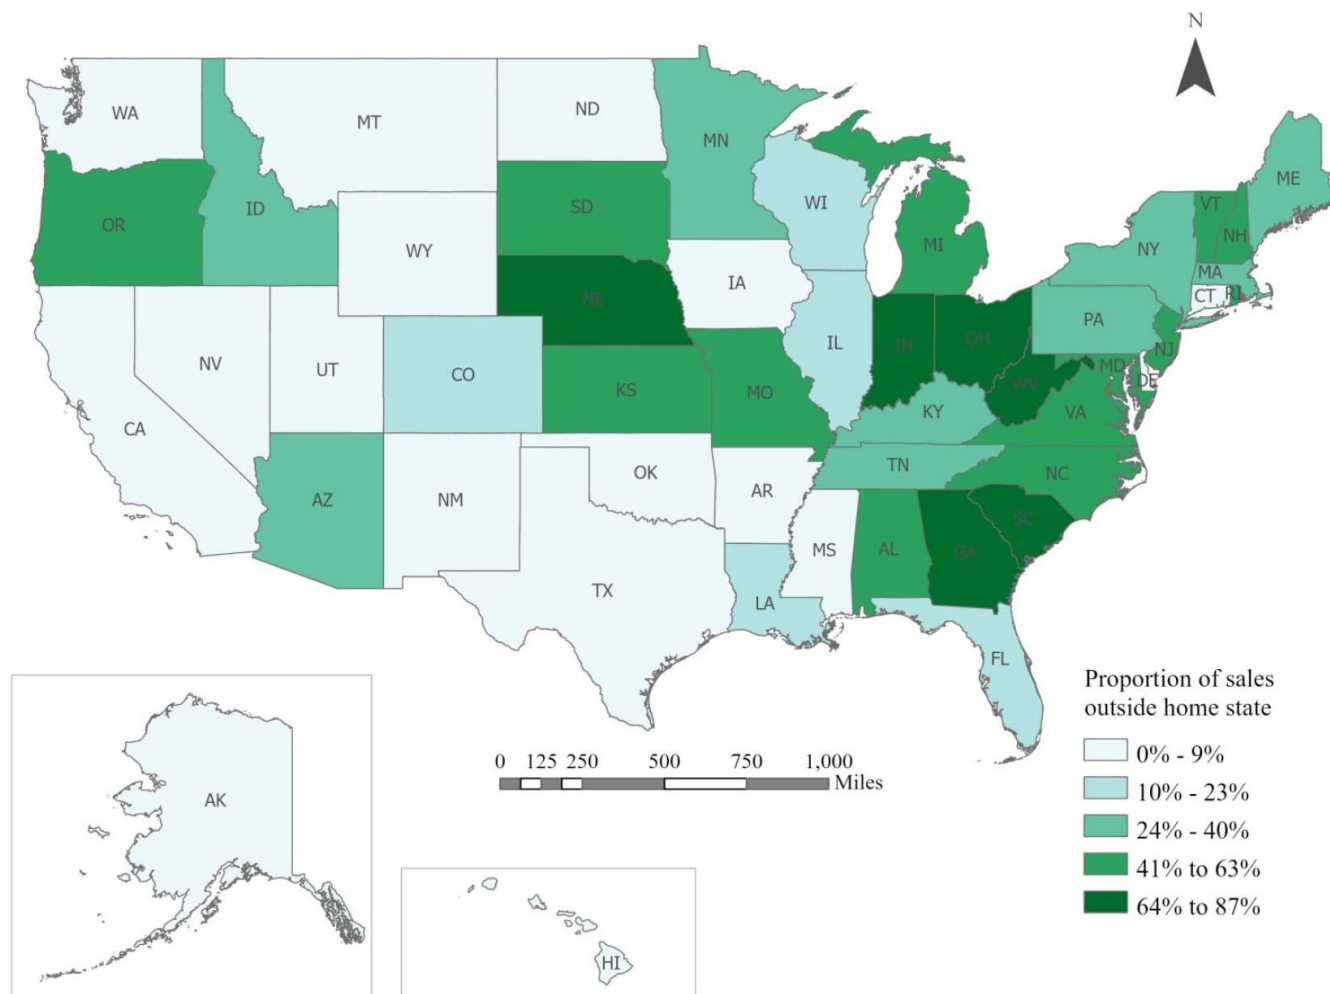 N
WA
MT
ND
MN
ME
OR
ID
SD
WI
VT
NH
MI
NY
WY
MA
IA
CT
RI
NE
PA
NV
UT
CO
IL
IN
OH
NJ
MD
DE
WV
CA
KS
MO
KY
VA
TN
NC
AZ
NM
OK
AR
SC
MS
AL
GA
TX
LA
FL
Proportion of sales
outside home state
0% - 9%
10% - 23%
24% - 40%
41% to 63%
64% to 87%
0 125 250 500 750 1,000
Miles
AK
HI